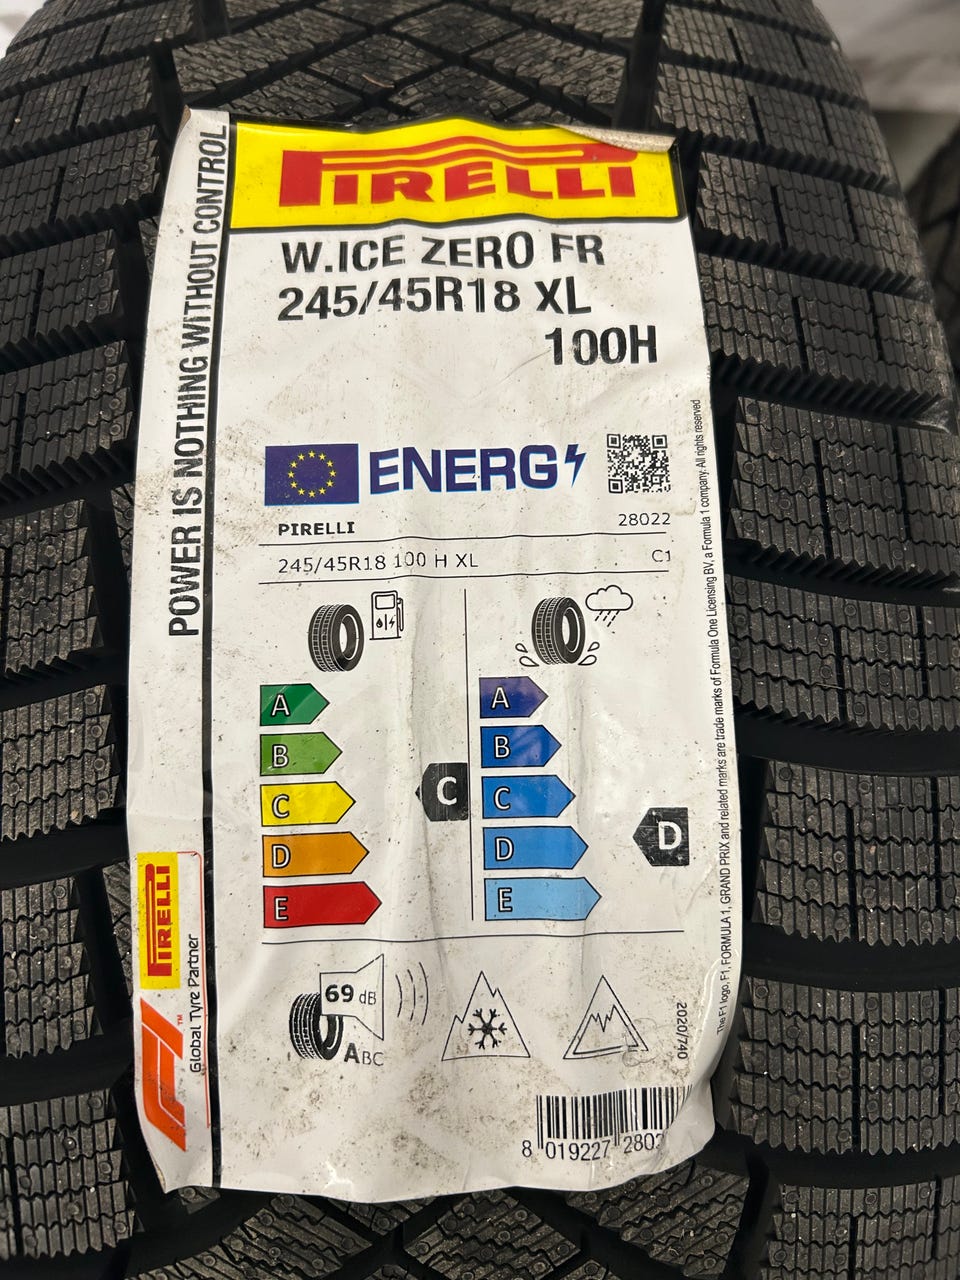 PIRELLI
W.ICE ZERO FR
245/45R18 XL
100H
POWER IS NOTHING WITHOUT CONTROL
ENERG
PIRELLI 28022
245/45R18 100 H XL C1
A
B
C
D
E
C
A
B
C
D
E
D
69 dB
ABC
2020/740
The F1 logo, F1, FORMULA 1, GRAND PRIX and related marks are trade marks of Formula One Licensing BV, a Formula 1 company. All rights reserved
PIRELLI
F1™
Global Tyre Partner
8 019227 2802